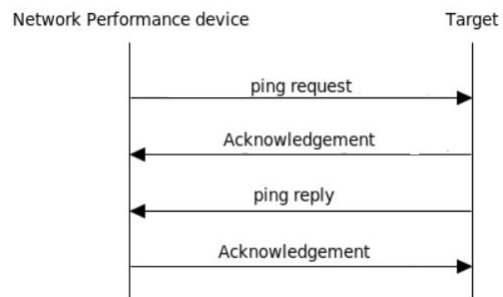 Network Performance device Target
ping request
Acknowledgement
ping reply
Acknowledgement